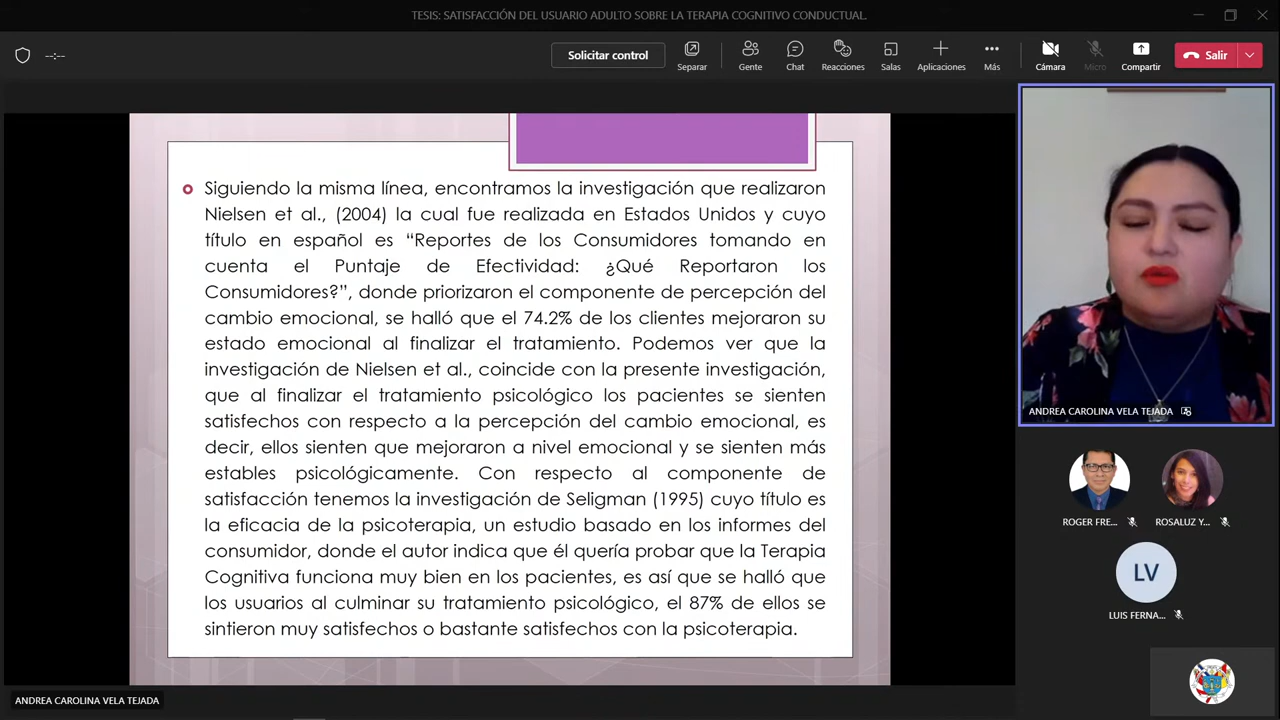 TESIS: SATISFACCIÓN DEL USUARIO ADULTO SOBRE LA TERAPIA COGNITIVO CONDUCTUAL.
--:--
Solicitar control
Separar
Gente
Chat
Reacciones
Salas
Aplicaciones
Más
Cámara
Micro
Compartir
Salir
Siguiendo la misma línea, encontramos la investigación que realizaron
Nielsen et al., (2004) la cual fue realizada en Estados Unidos y cuyo
título en español es “Reportes de los Consumidores tomando en
cuenta el Puntaje de Efectividad: ¿Qué Reportaron los
Consumidores?”, donde priorizaron el componente de percepción del
cambio emocional, se halló que el 74.2% de los clientes mejoraron su
estado emocional al finalizar el tratamiento. Podemos ver que la
investigación de Nielsen et al., coincide con la presente investigación,
que al finalizar el tratamiento psicológico los pacientes se sienten
satisfechos con respecto a la percepción del cambio emocional, es
decir, ellos sienten que mejoraron a nivel emocional y se sienten más
estables psicológicamente. Con respecto al componente de
satisfacción tenemos la investigación de Seligman (1995) cuyo título es
la eficacia de la psicoterapia, un estudio basado en los informes del
consumidor, donde el autor indica que él quería probar que la Terapia
Cognitiva funciona muy bien en los pacientes, es así que se halló que
los usuarios al culminar su tratamiento psicológico, el 87% de ellos se
sintieron muy satisfechos o bastante satisfechos con la psicoterapia.
ANDREA CAROLINA VELA TEJADA
ROGER FRE...
ROSALUZ Y...
LV
LUIS FERNA...
ANDREA CAROLINA VELA TEJADA